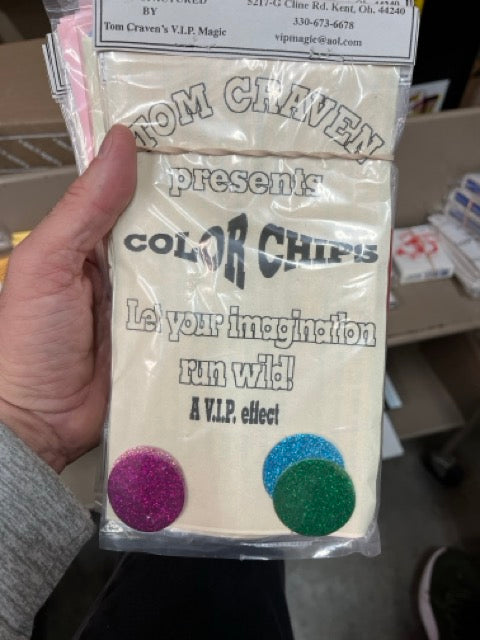 BY
5217-G Cline Rd. Kent, Oh. 44240
Tom Craven's V.I.P. Magic
330-673-6678
vipmagic@aol.com
TOM CRAVEN
presents
COLOR CHIPS
Let your imagination
run wild!
A V.I.P. effect